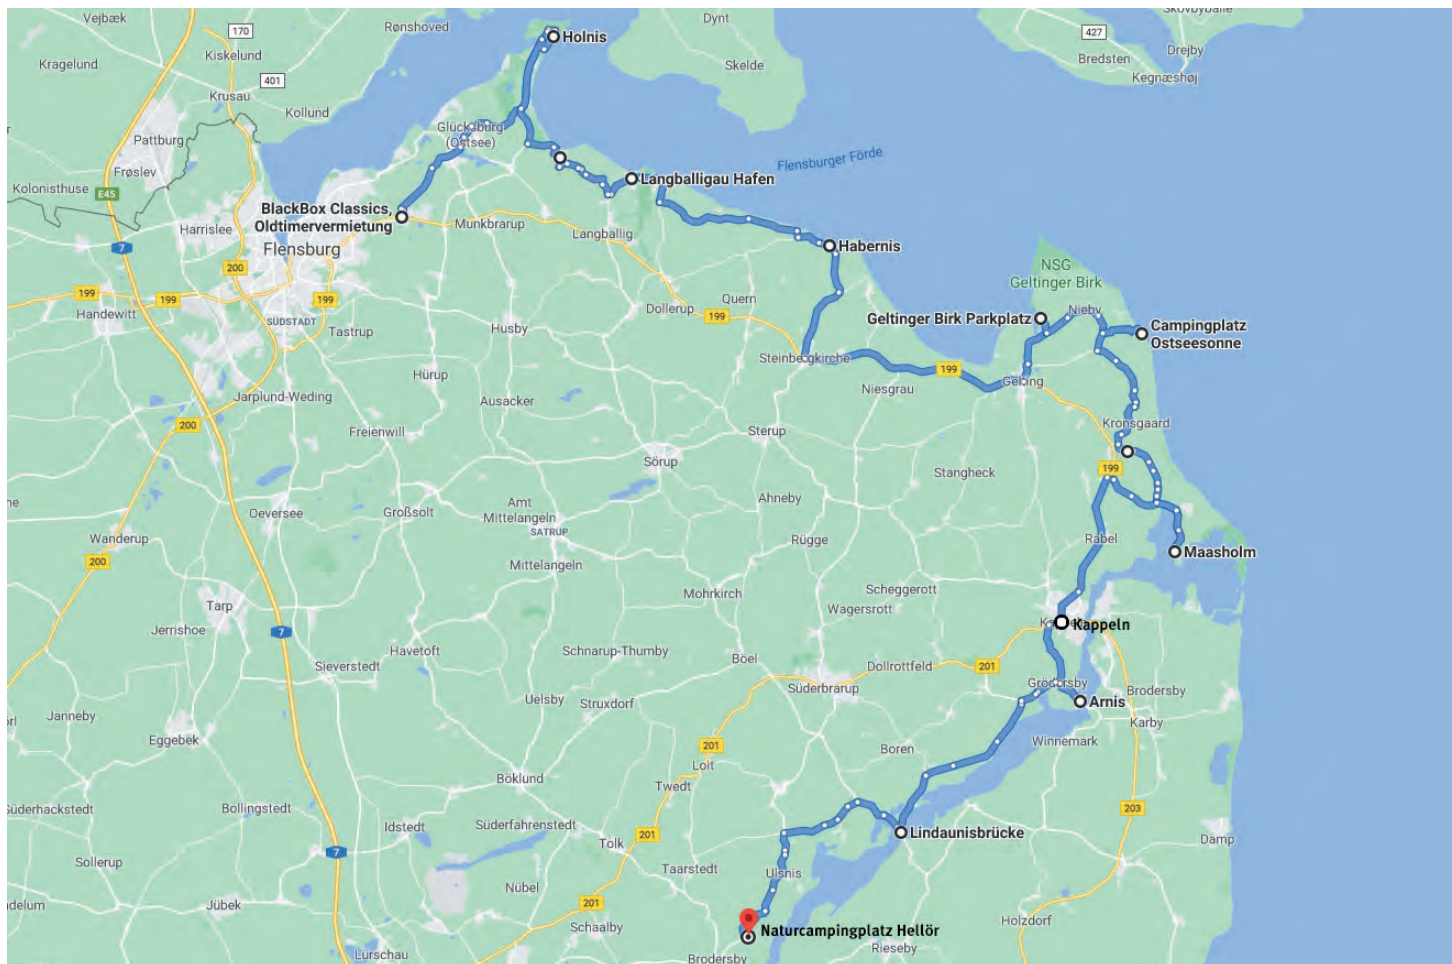 Vejbæk
170
Rønshoved
Holnis
Dynt
427
Skovbyballe
Drejby
Bredsten
Kegnæshøj
Kiskelund
Kragelund
401
Skelde
Krusau
Kollund
Pattburg
Glücksburg
(Ostsee)
Flensburger Förde
Frøslev
Kolonisthuse
E45
Langballigau Hafen
BlackBox Classics,
Oldtimervermietung
Munkbrarup
Harrislee
Flensburg
7
Langballig
Habernis
200
NSG
Geltinger Birk
199
199
199
Handewitt
SÜDSTADT
Tastrup
Quern
Dollerup
199
Husby
Geltinger Birk Parkplatz
Nieby
Campingplatz
Ostseesonne
Steinbergkirche
199
Hürup
Niesgrau
Gelting
Jarplund-Weding
Ausacker
200
Freienwill
Sterup
Kronsgaard
Sörup
Stangheck
199
Ahneby
Amt
Mittelangeln
SATRUP
Oeversee
Großsolt
Wanderup
200
Rügge
Rabel
Maasholm
Mittelangeln
Mohrkirch
Scheggerott
Wagersrott
Tarp
Jerrishoe
7
Kappeln
Havetoft
Schnarup-Thumby
Böel
Sieverstedt
Dollrottfeld
201
Süderbrarup
Grödersby
Brodersby
Uelsby
Struxdorf
Arnis
Karby
Janneby
Eggebek
201
Boren
Winnemark
Loit
Böklund
Twedt
Süderhackstedt
Bollingstedt
203
Idstedt
Süderfahrenstedt
201
Lindaunisbrücke
Damp
Tolk
7
Sollerup
Taarstedt
Ulsnis
Nübel
201
Jübek
Schaalby
Holzdorf
Naturcampingplatz Hellör
Lürschau
Brodersby
Rieseby